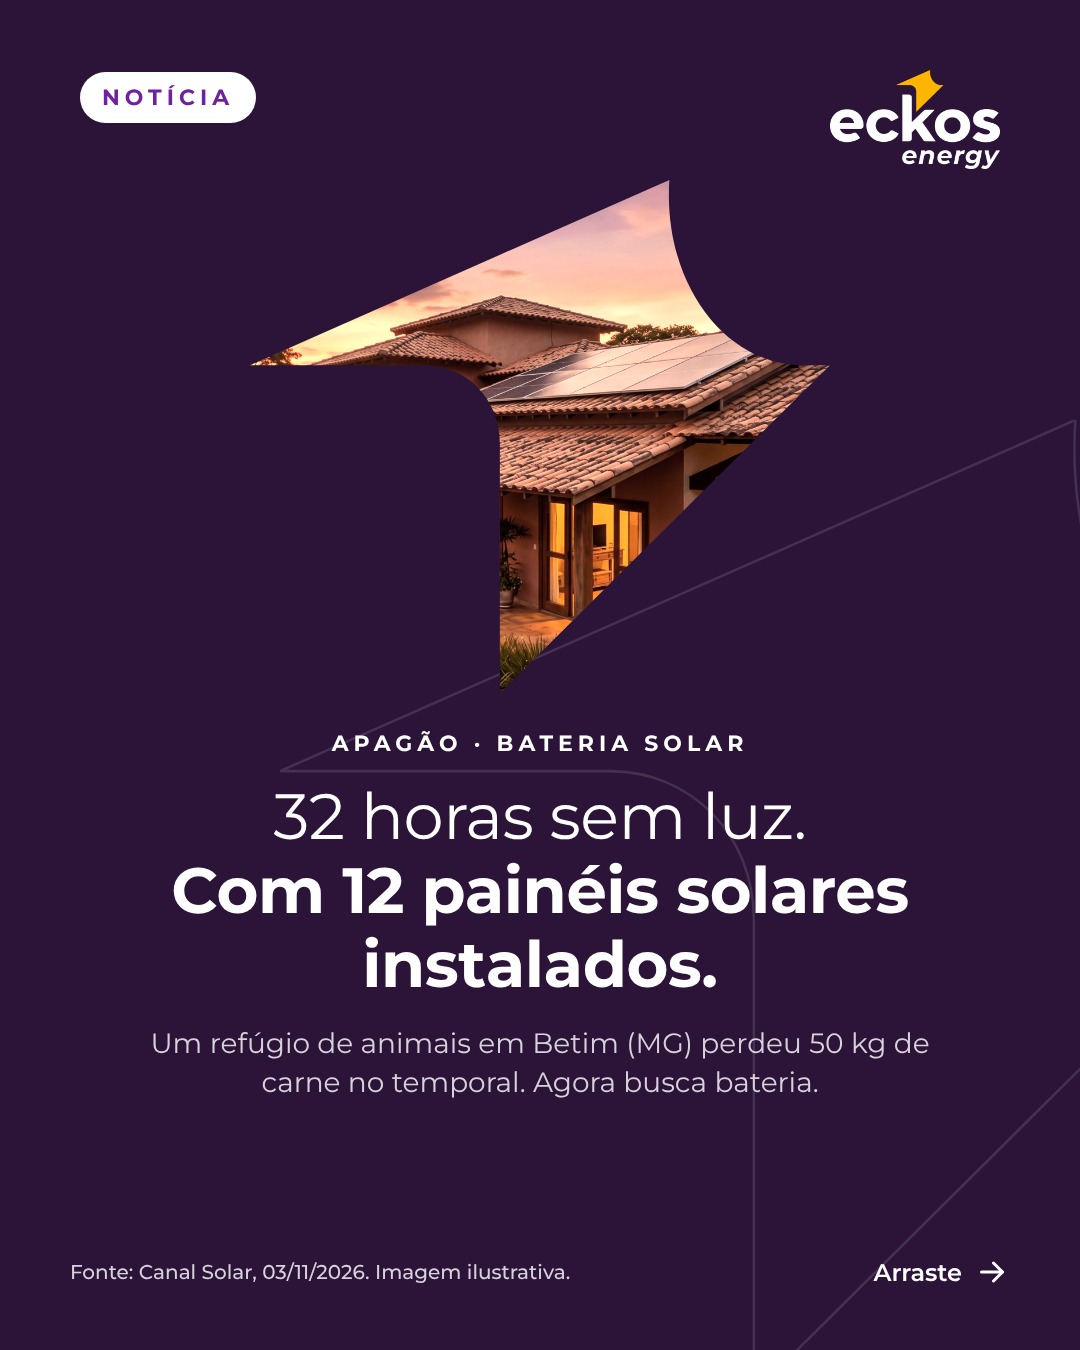 NOTÍCIA
eckos
energy
APAGÃO · BATERIA SOLAR
32 horas sem luz.
Com 12 painéis solares
instalados.
Um refúgio de animais em Betim (MG) perdeu 50 kg de
carne no temporal. Agora busca bateria.
Fonte: Canal Solar, 03/11/2026. Imagem ilustrativa.
Arraste →